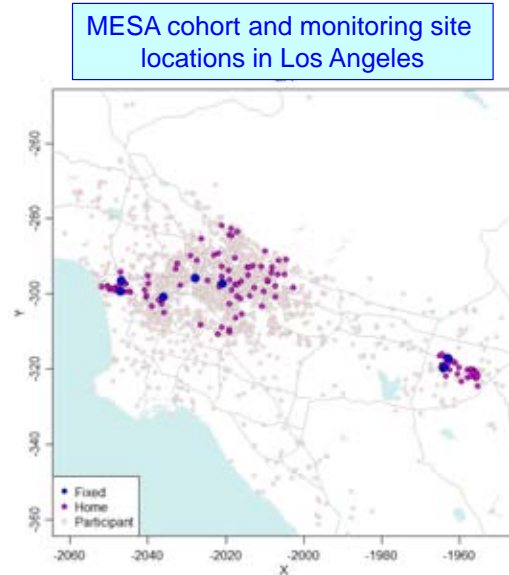 MESA cohort and monitoring site
locations in Los Angeles
-260
-280
-300
-320
-340
-360
Y
Fixed
Home
Participant
-2060 -2040 -2020 -2000 -1980 -1960
X